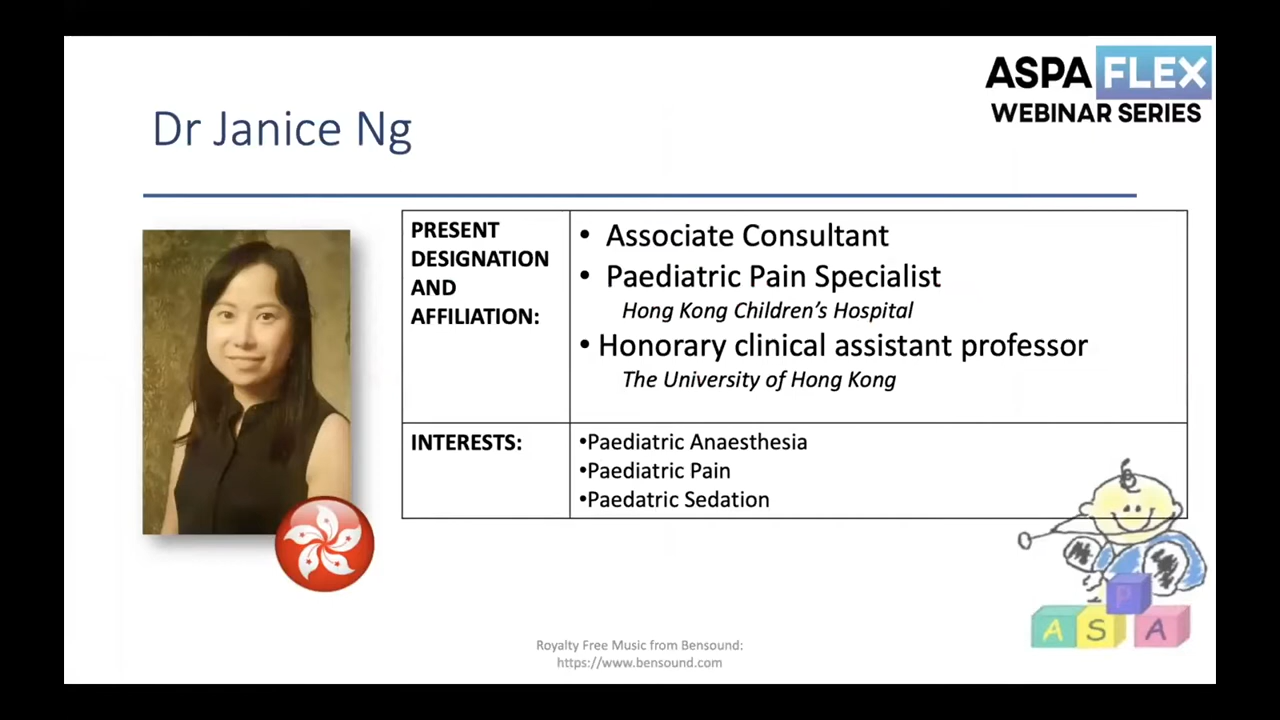 ASPA FLEX
WEBINAR SERIES
Dr Janice Ng
PRESENT
DESIGNATION
AND
AFFILIATION:
• Associate Consultant
• Paediatric Pain Specialist
Hong Kong Children’s Hospital
• Honorary clinical assistant professor
The University of Hong Kong
INTERESTS:
•Paediatric Anaesthesia
•Paediatric Pain
•Paedatric Sedation
P
A S A
Royalty Free Music from Bensound:
https://www.bensound.com